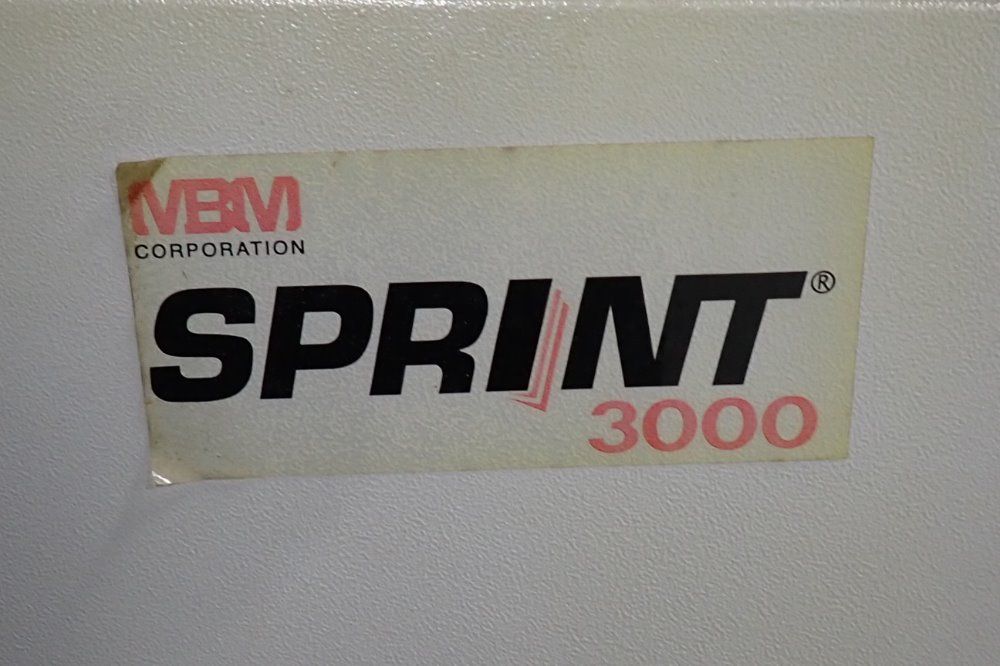 MBM
CORPORATION
SPRINT®
3000